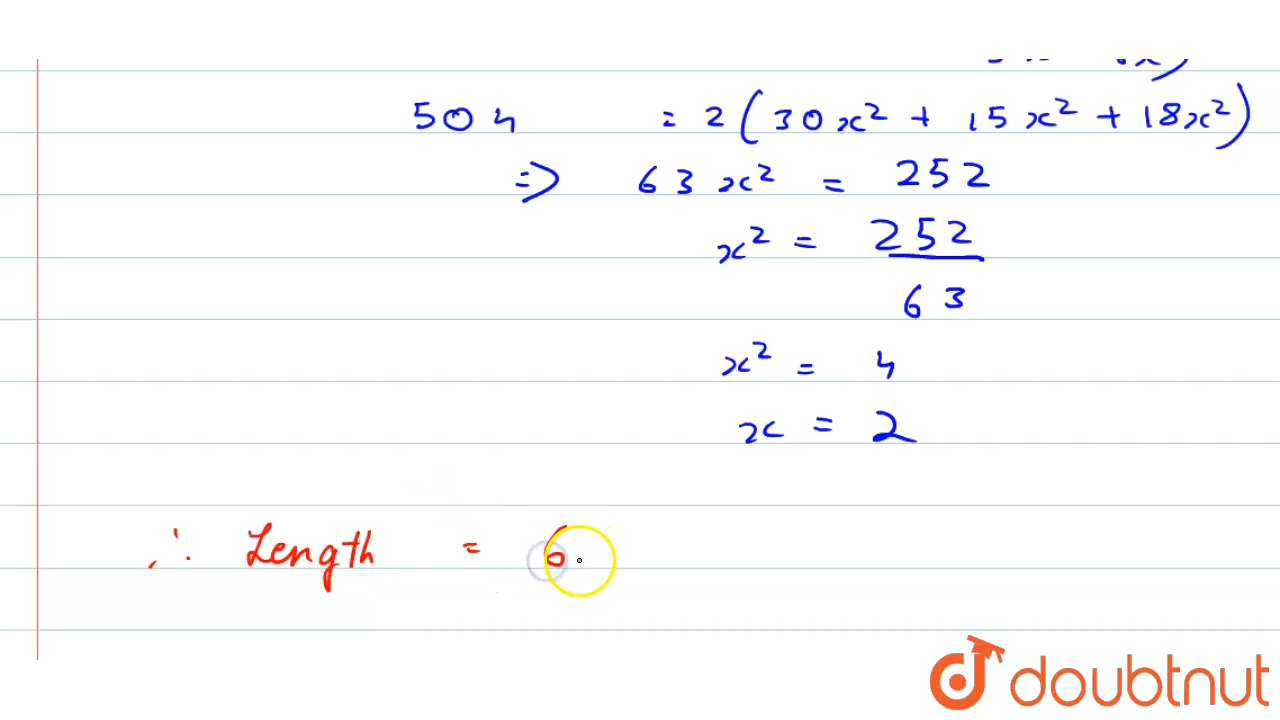 504 = 2(30x² + 15x² + 18x²)
=> 63x² = 252
x² = 252
63
x² = 4
x = 2
∴ Length = 6
doubtnut